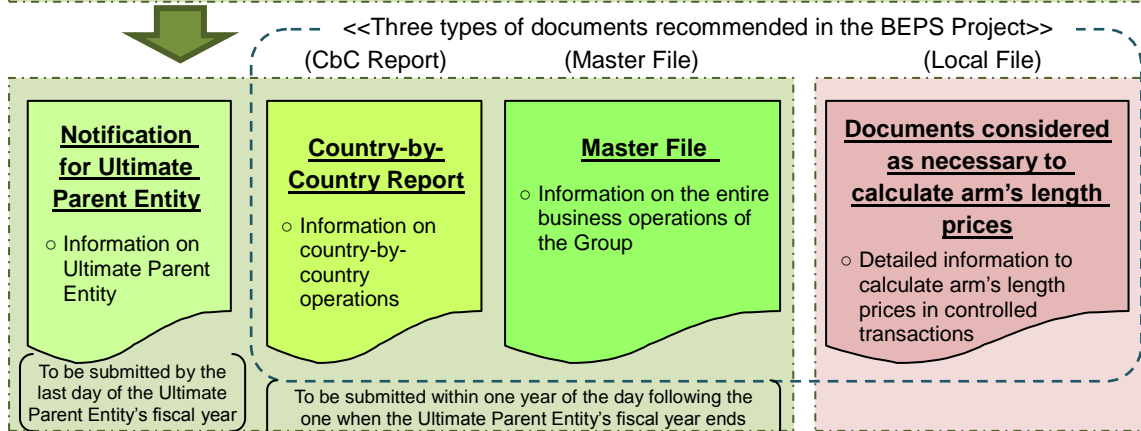 <<Three types of documents recommended in the BEPS Project>>
(CbC Report)
(Master File)
(Local File)
Notification
for Ultimate
Parent Entity
○ Information on
Ultimate Parent
Entity
Country-by-
Country Report
○ Information on
country-by-
country
operations
Master File
○ Information on the entire
business operations of
the Group
Documents considered
as necessary to
calculate arm's length
prices
○ Detailed information to
calculate arm's length
prices in controlled
transactions
To be submitted by the
last day of the Ultimate
Parent Entity's fiscal year
To be submitted within one year of the day following the
one when the Ultimate Parent Entity's fiscal year ends